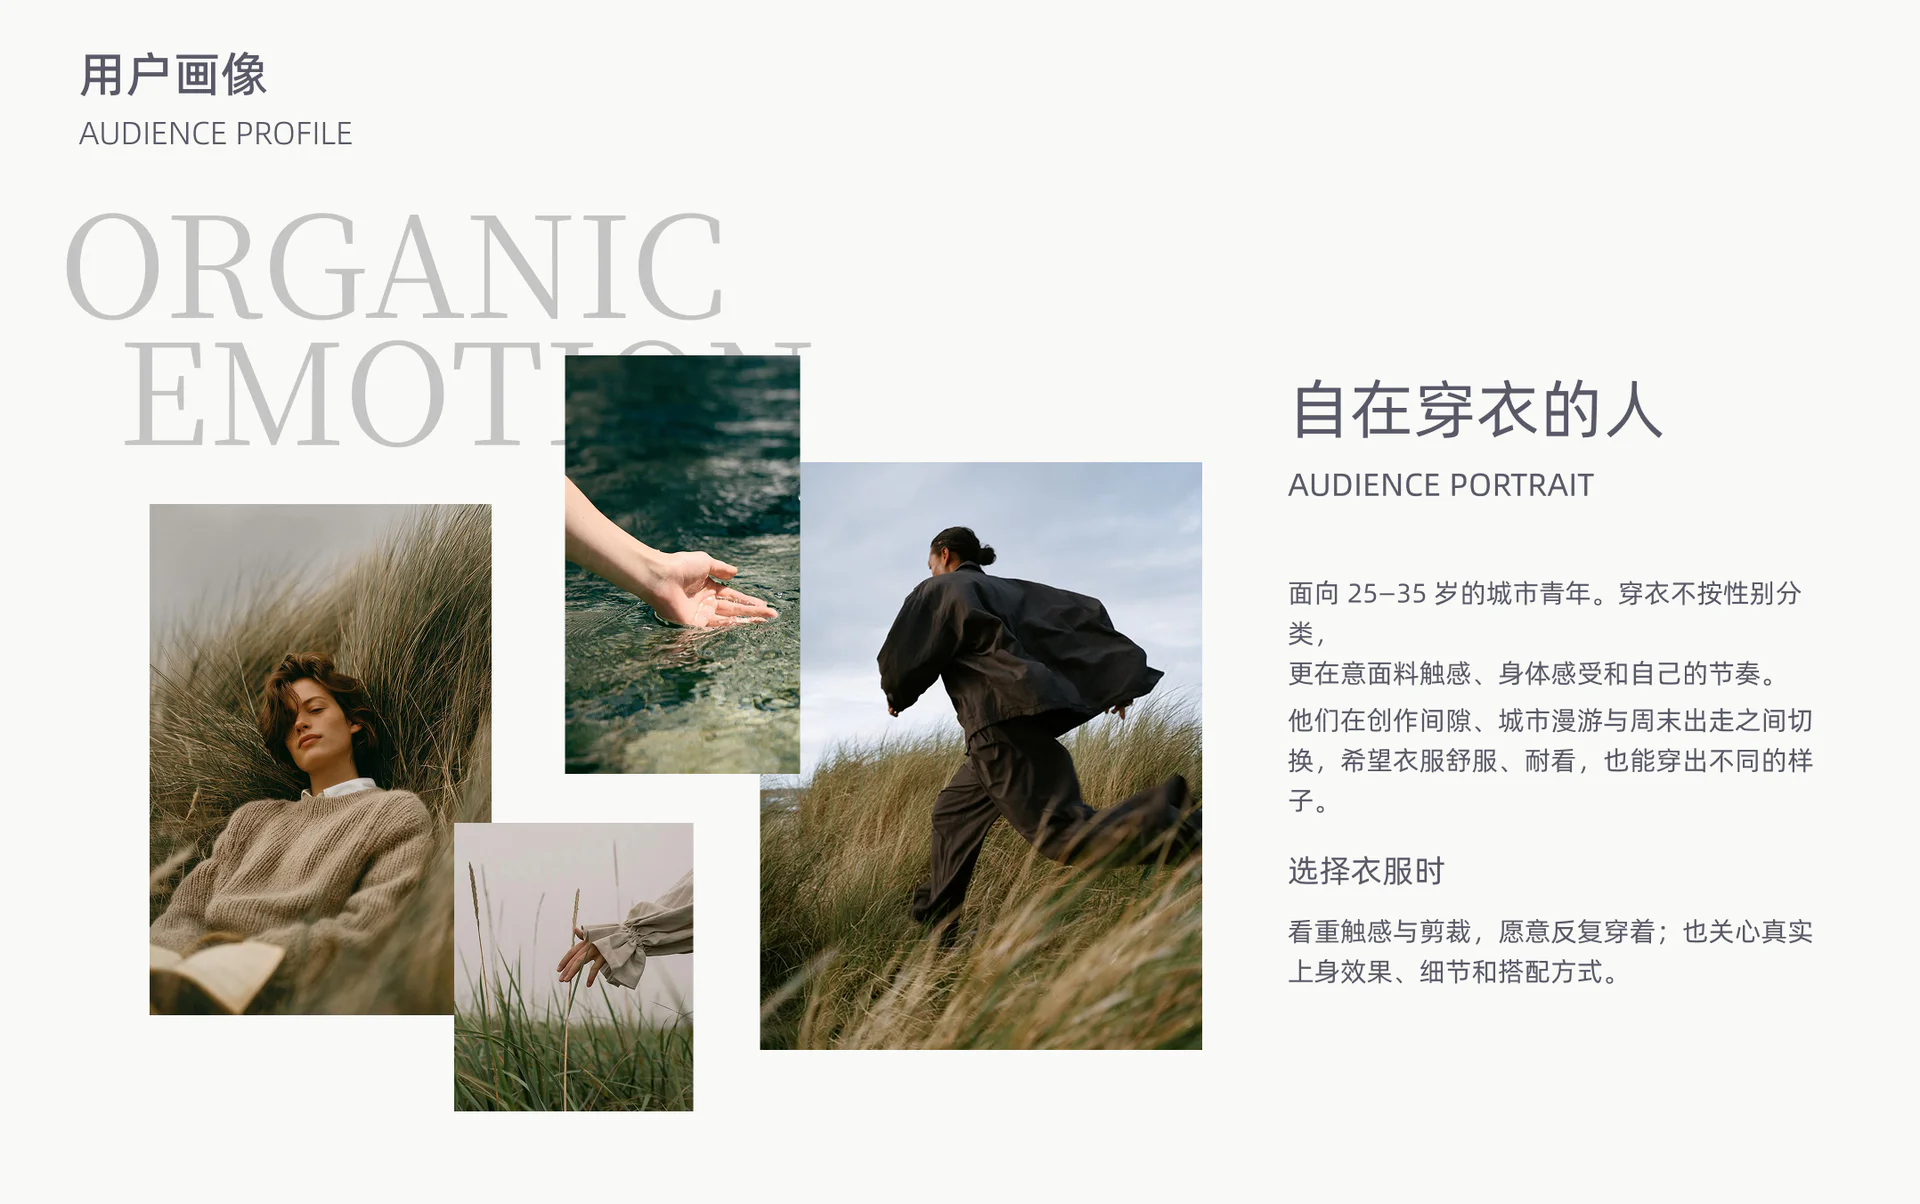 用户画像
AUDIENCE PROFILE
ORGANIC
EMOTION
自在穿衣的人
AUDIENCE PORTRAIT
面向 25—35 岁的城市青年。穿衣不按性别分
类，
更在意面料触感、身体感受和自己的节奏。
他们在创作间隙、城市漫游与周末出走之间切
换，希望衣服舒服、耐看，也能穿出不同的样
子。
选择衣服时
看重触感与剪裁，愿意反复穿着；也关心真实
上身效果、细节和搭配方式。